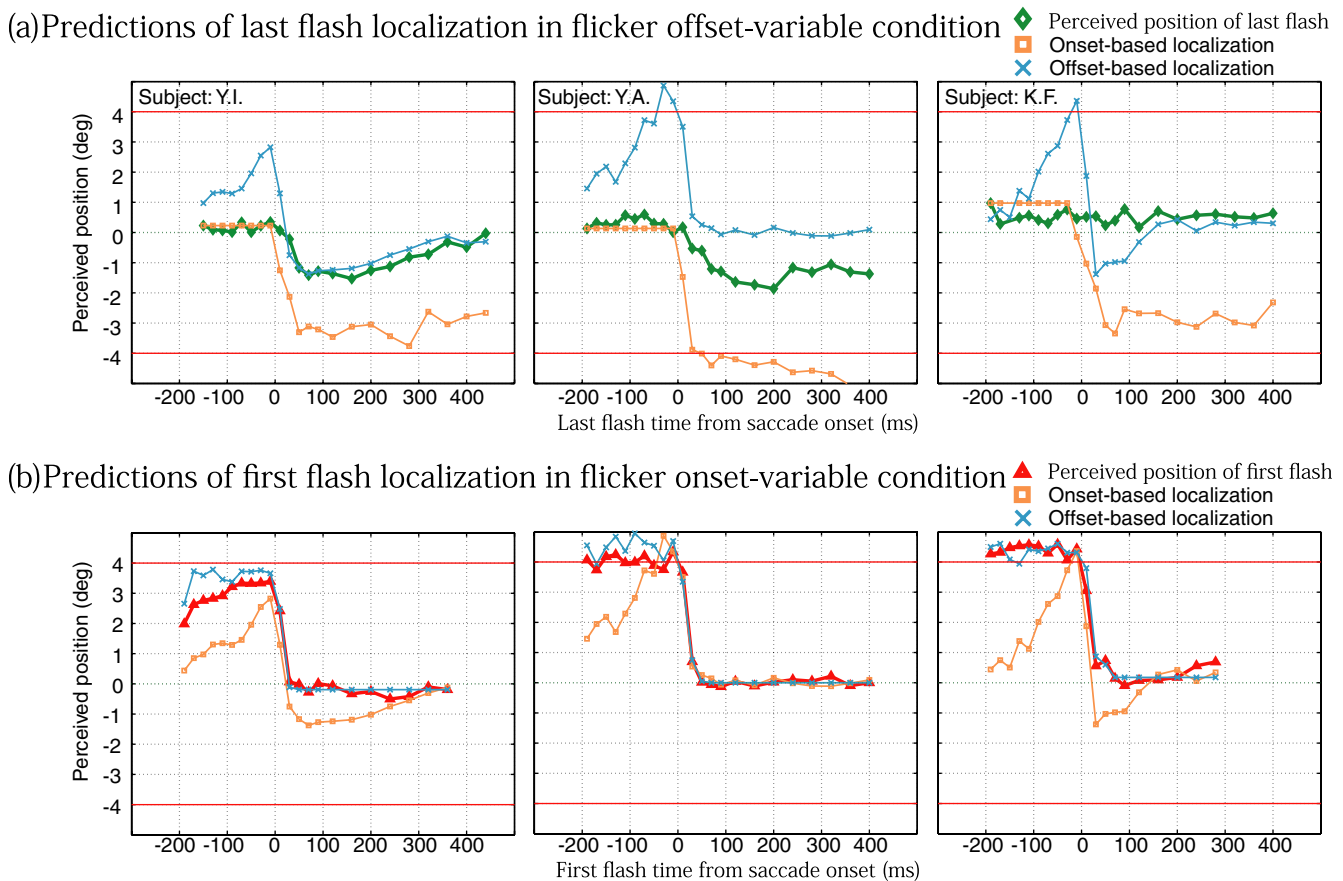 (a)Predictions of last flash localization in flicker offset-variable condition
Perceived position of last flash
Onset-based localization
Offset-based localization
Subject: Y.I.
Subject: Y.A.
Subject: K.F.
Perceived position (deg)
4
3
2
1
0
-1
-2
-3
-4
-200 -100 0 100 200 300 400
-200 -100 0 100 200 300 400
-200 -100 0 100 200 300 400
Last flash time from saccade onset (ms)
(b)Predictions of first flash localization in flicker onset-variable condition
Perceived position of first flash
Onset-based localization
Offset-based localization
Perceived position (deg)
4
3
2
1
0
-1
-2
-3
-4
-200 -100 0 100 200 300 400
-200 -100 0 100 200 300 400
-200 -100 0 100 200 300 400
First flash time from saccade onset (ms)